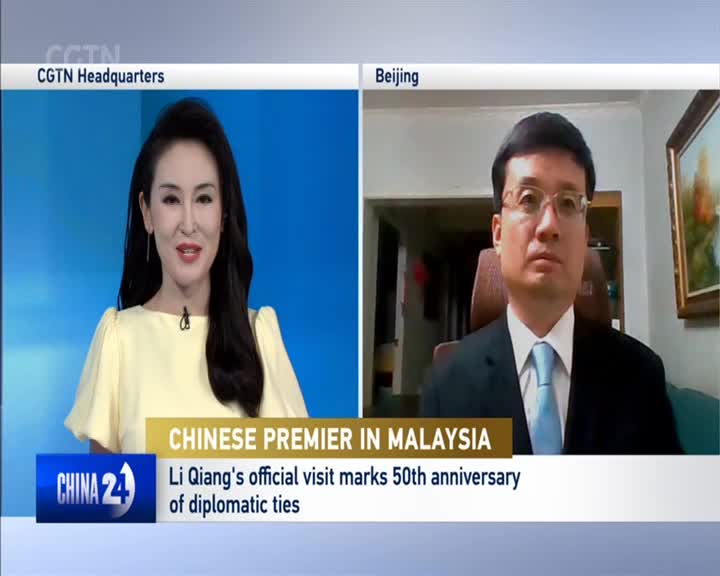 CGTN
CGTN Headquarters
Beijing
CHINESE PREMIER IN MALAYSIA
CHINA 24
Li Qiang's official visit marks 50th anniversary
of diplomatic ties